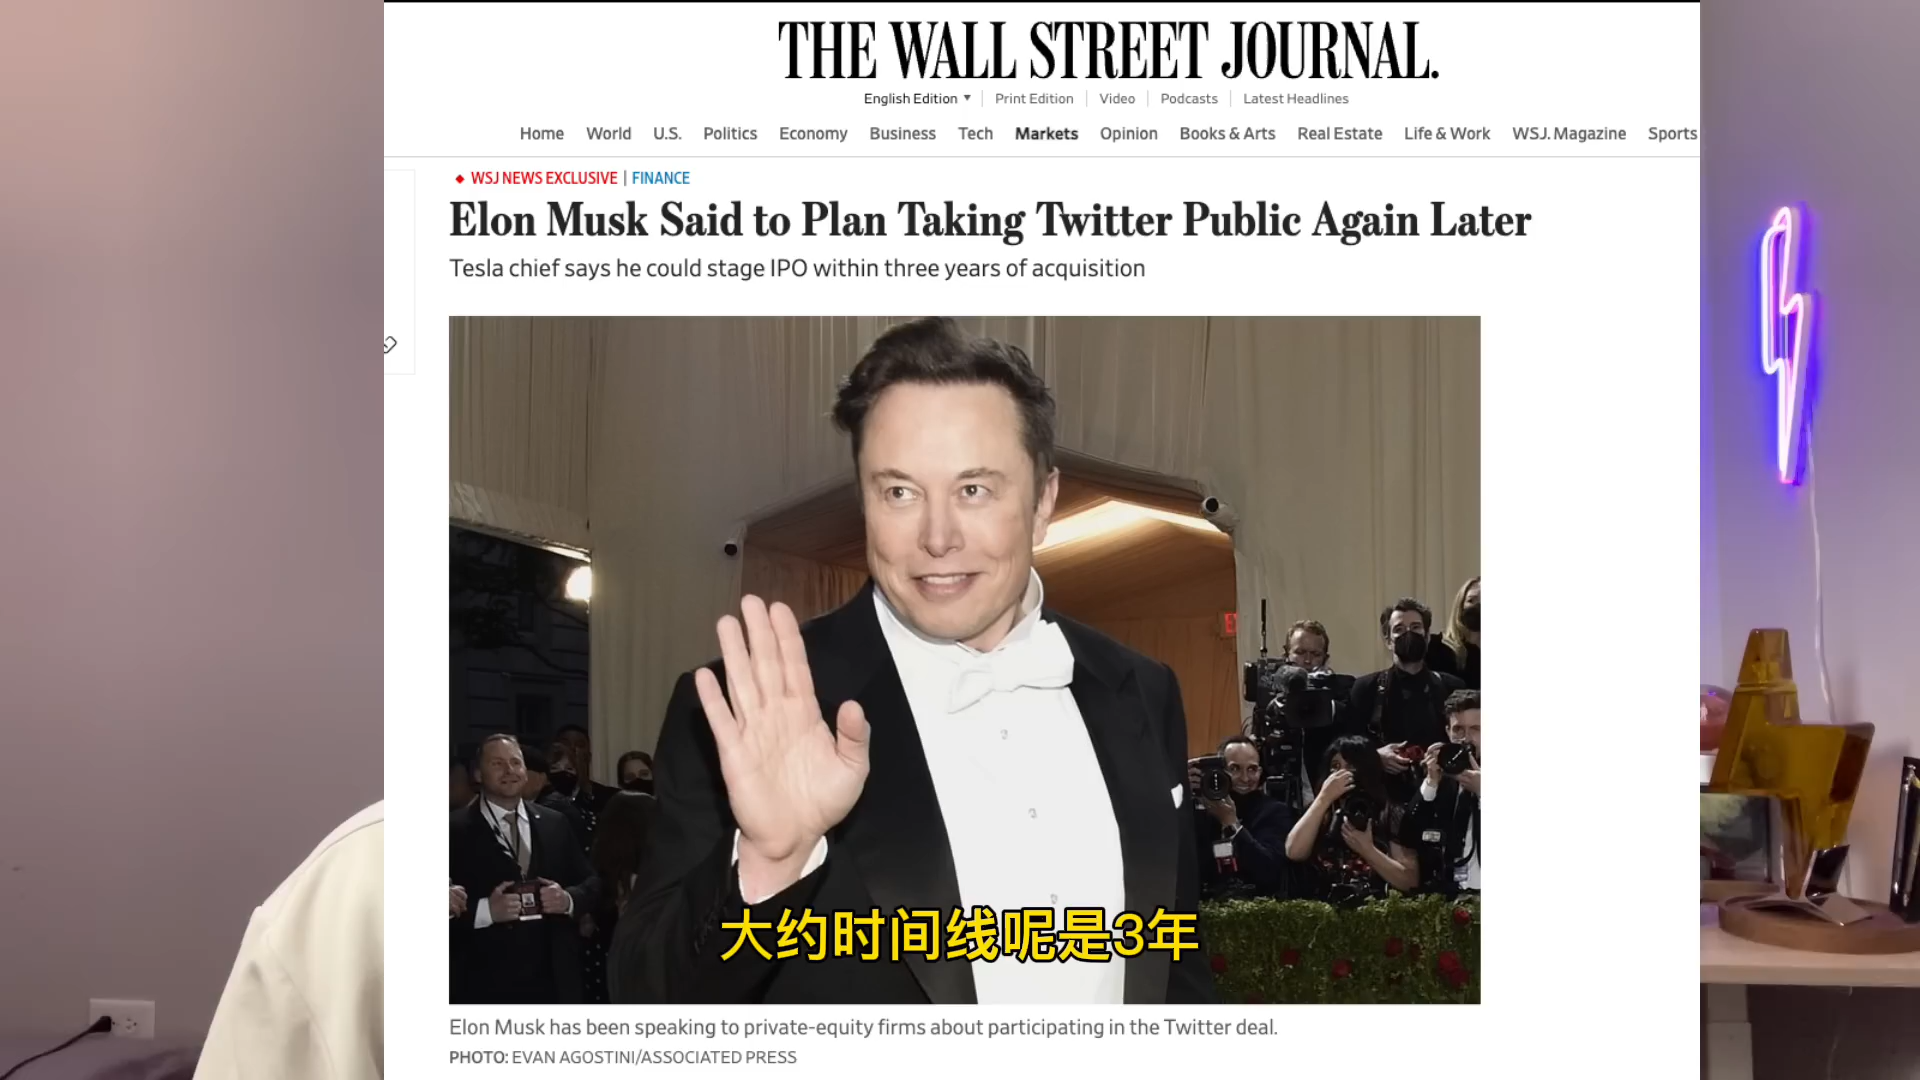 THE WALL STREET JOURNAL.
English Edition ▼ | Print Edition | Video | Podcasts | Latest Headlines
Home World U.S. Politics Economy Business Tech Markets Opinion Books & Arts Real Estate Life & Work WSJ. Magazine Sports
◆ WSJ NEWS EXCLUSIVE | FINANCE
Elon Musk Said to Plan Taking Twitter Public Again Later
Tesla chief says he could stage IPO within three years of acquisition
大约时间线呢是3年
Elon Musk has been speaking to private-equity firms about participating in the Twitter deal.
PHOTO: EVAN AGOSTINI/ASSOCIATED PRESS